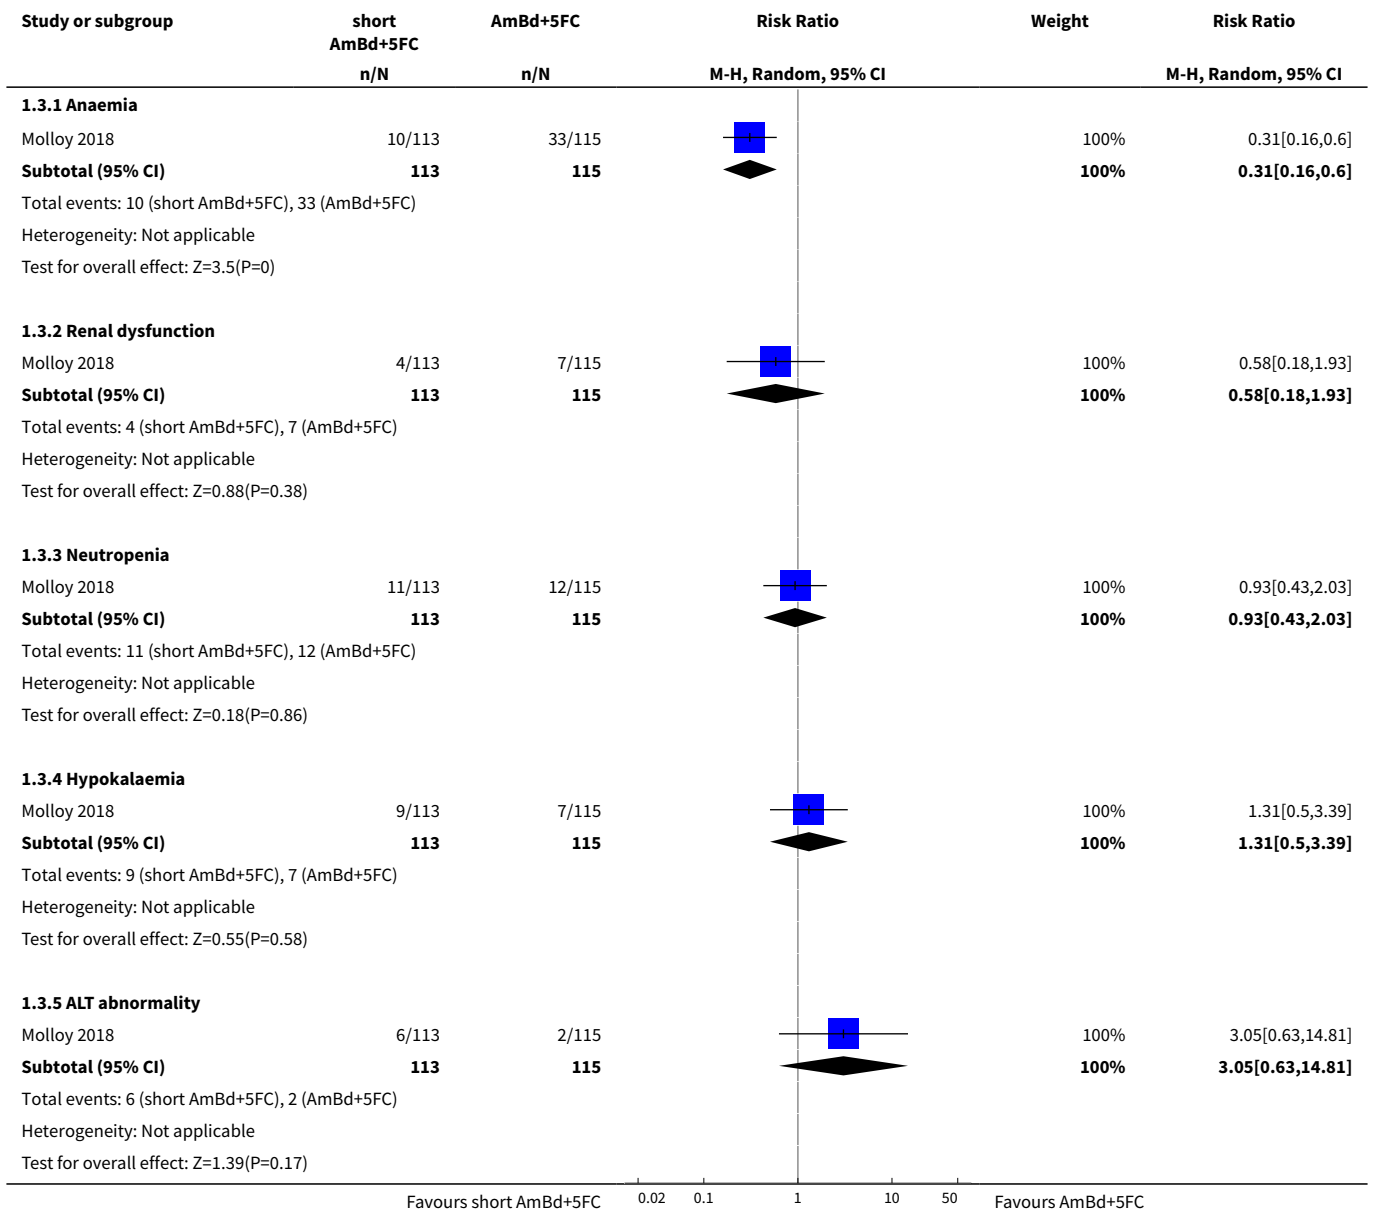 Study or subgroup short AmBd+5FC Risk Ratio Weight Risk Ratio
AmBd+5FC
n/N n/N M-H, Random, 95% CI M-H, Random, 95% CI
1.3.1 Anaemia
Molloy 2018 10/113 33/115 100% 0.31[0.16,0.6]
Subtotal (95% CI) 113 115 100% 0.31[0.16,0.6]
Total events: 10 (short AmBd+5FC), 33 (AmBd+5FC)
Heterogeneity: Not applicable
Test for overall effect: Z=3.5(P=0)
1.3.2 Renal dysfunction
Molloy 2018 4/113 7/115 100% 0.58[0.18,1.93]
Subtotal (95% CI) 113 115 100% 0.58[0.18,1.93]
Total events: 4 (short AmBd+5FC), 7 (AmBd+5FC)
Heterogeneity: Not applicable
Test for overall effect: Z=0.88(P=0.38)
1.3.3 Neutropenia
Molloy 2018 11/113 12/115 100% 0.93[0.43,2.03]
Subtotal (95% CI) 113 115 100% 0.93[0.43,2.03]
Total events: 11 (short AmBd+5FC), 12 (AmBd+5FC)
Heterogeneity: Not applicable
Test for overall effect: Z=0.18(P=0.86)
1.3.4 Hypokalaemia
Molloy 2018 9/113 7/115 100% 1.31[0.5,3.39]
Subtotal (95% CI) 113 115 100% 1.31[0.5,3.39]
Total events: 9 (short AmBd+5FC), 7 (AmBd+5FC)
Heterogeneity: Not applicable
Test for overall effect: Z=0.55(P=0.58)
1.3.5 ALT abnormality
Molloy 2018 6/113 2/115 100% 3.05[0.63,14.81]
Subtotal (95% CI) 113 115 100% 3.05[0.63,14.81]
Total events: 6 (short AmBd+5FC), 2 (AmBd+5FC)
Heterogeneity: Not applicable
Test for overall effect: Z=1.39(P=0.17)
Favours short AmBd+5FC 0.02 0.1 1 10 50 Favours AmBd+5FC